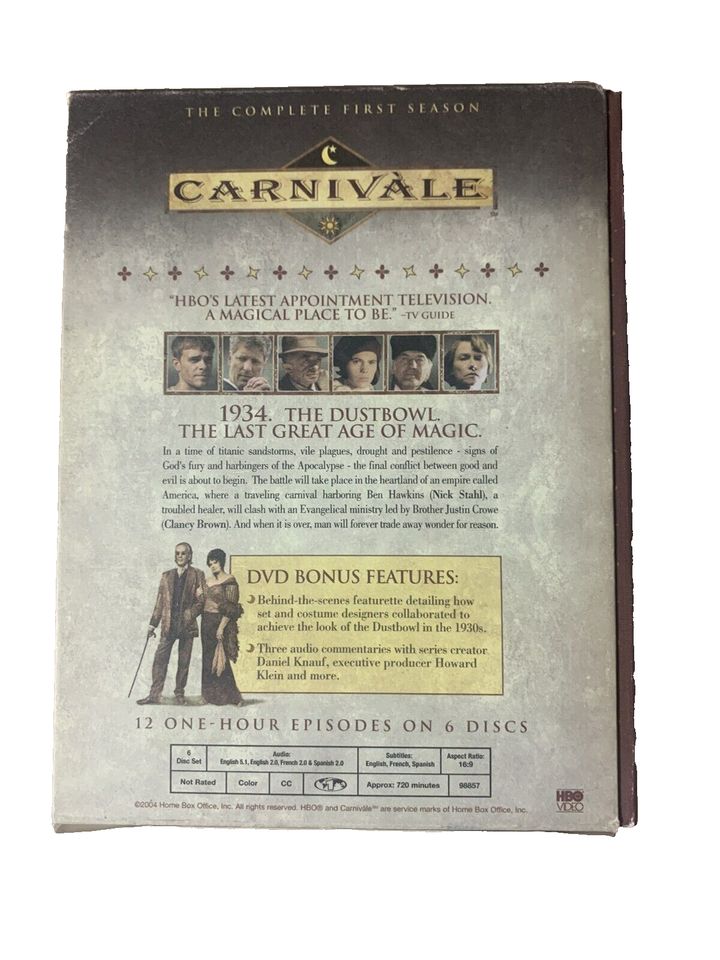 THE COMPLETE FIRST SEASON
CARNIVÀLE
"HBO'S LATEST APPOINTMENT TELEVISION.
A MAGICAL PLACE TO BE." –TV GUIDE
1934. THE DUSTBOWL.
THE LAST GREAT AGE OF MAGIC.
In a time of titanic sandstorms, vile plagues, drought and pestilence - signs of
God's fury and harbingers of the Apocalypse - the final conflict between good and
evil is about to begin. The battle will take place in the heartland of an empire called
America, where a traveling carnival harboring Ben Hawkins (Nick Stahl), a
troubled healer, will clash with an Evangelical ministry led by Brother Justin Crowe
(Clancy Brown). And when it is over, man will forever trade away wonder for reason.
DVD BONUS FEATURES:
Behind-the-scenes featurette detailing how
set and costume designers collaborated to
achieve the look of the Dustbowl in the 1930s.
Three audio commentaries with series creator
Daniel Knauf, executive producer Howard
Klein and more.
12 ONE-HOUR EPISODES ON 6 DISCS
6
Disc Set
Audio:
English 5.1, English 2.0, French 2.0 & Spanish 2.0
Subtitles:
English, French, Spanish
Aspect Ratio:
16:9
Not Rated
Color
CC
Approx: 720 minutes
98857
©2004 Home Box Office, Inc. All rights reserved. HBO® and Carnivàle℠ are service marks of Home Box Office, Inc.
HBO
VIDEO